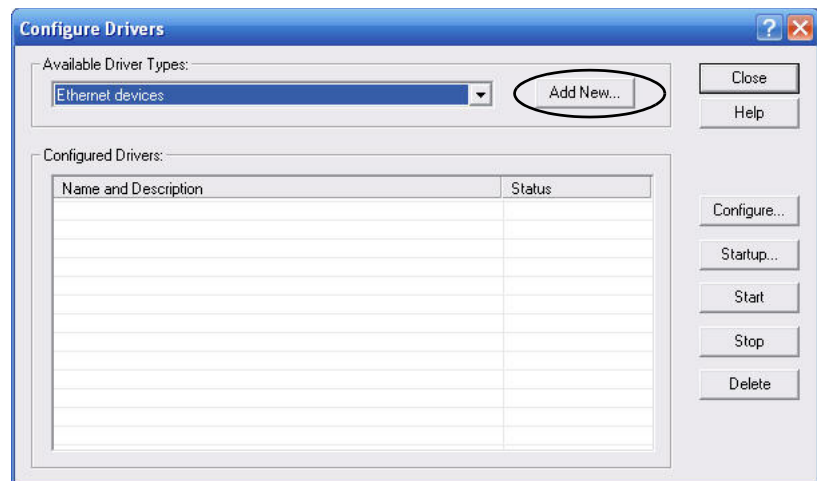 Configure Drivers
Available Driver Types:
Ethernet devices
Add New...
Close
Help
Configured Drivers:
Name and Description Status
Configure...
Startup...
Start
Stop
Delete